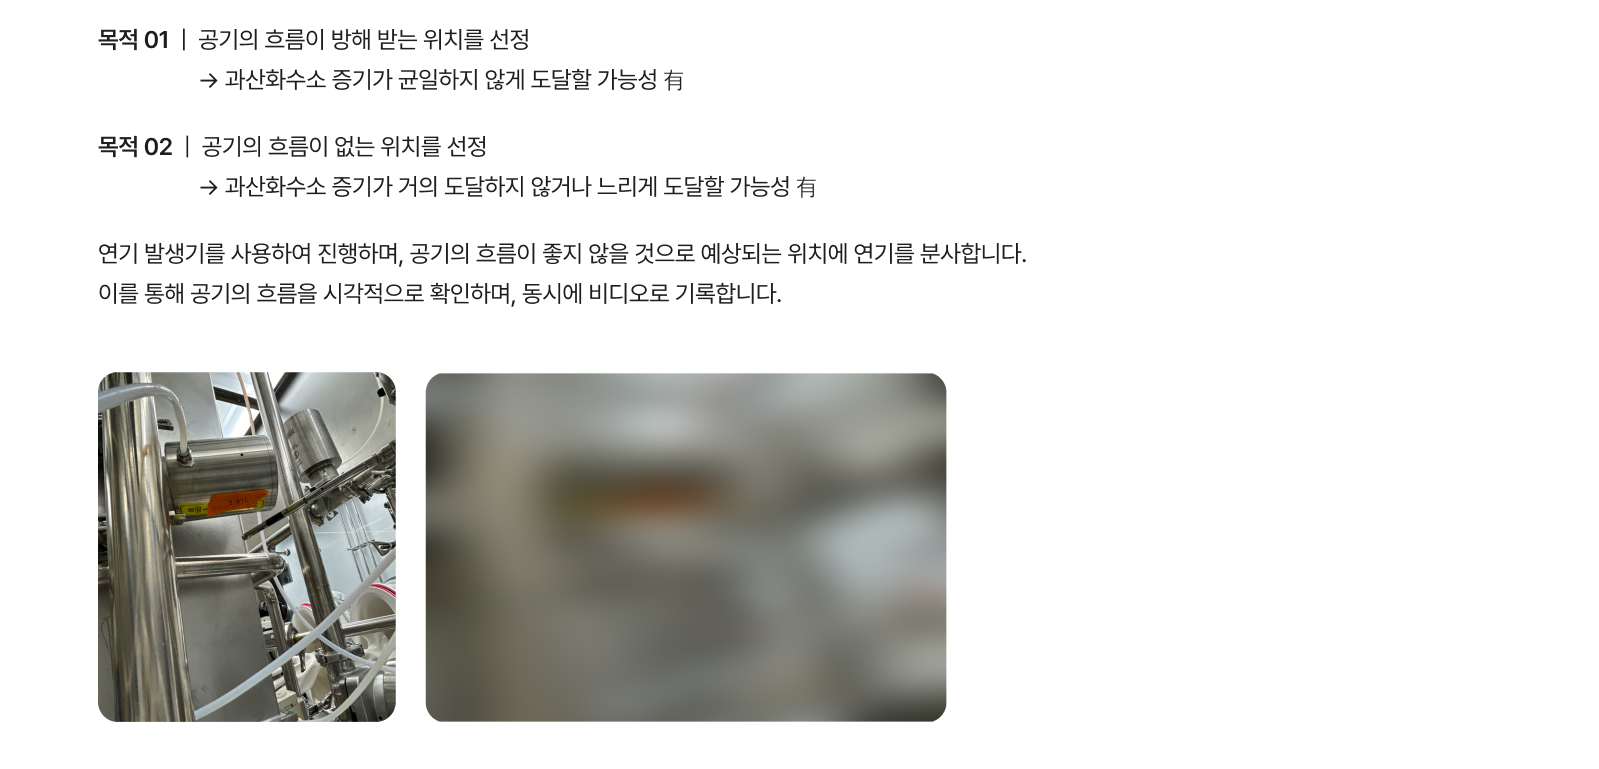 목적 01 | 공기의 흐름이 방해 받는 위치를 선정
→ 과산화수소 증기가 균일하지 않게 도달할 가능성 有
목적 02 | 공기의 흐름이 없는 위치를 선정
→ 과산화수소 증기가 거의 도달하지 않거나 느리게 도달할 가능성 有
연기 발생기를 사용하여 진행하며, 공기의 흐름이 좋지 않을 것으로 예상되는 위치에 연기를 분사합니다.
이를 통해 공기의 흐름을 시각적으로 확인하며, 동시에 비디오로 기록합니다.